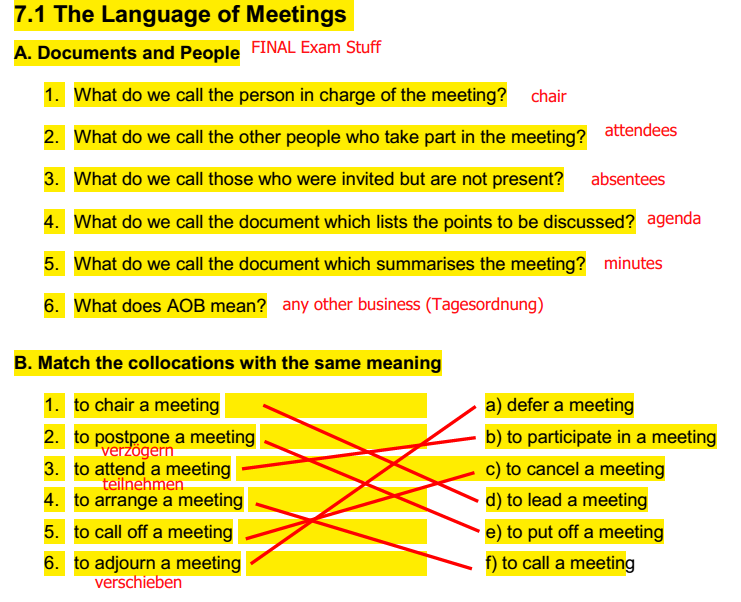 7.1 The Language of Meetings
A. Documents and People FINAL Exam Stuff
1. What do we call the person in charge of the meeting? chair
2. What do we call the other people who take part in the meeting? attendees
3. What do we call those who were invited but are not present? absentees
4. What do we call the document which lists the points to be discussed? agenda
5. What do we call the document which summarises the meeting? minutes
6. What does AOB mean? any other business (Tagesordnung)
B. Match the collocations with the same meaning
1. to chair a meeting a) defer a meeting
2. to postpone a meeting b) to participate in a meeting
verzögern
3. to attend a meeting c) to cancel a meeting
teilnehmen
4. to arrange a meeting d) to lead a meeting
5. to call off a meeting e) to put off a meeting
6. to adjourn a meeting f) to call a meeting
verschieben